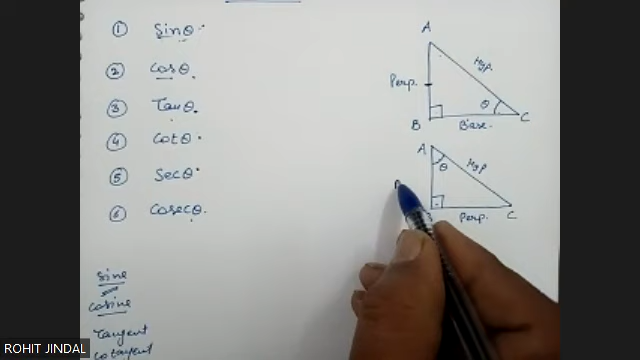 ① Sinθ
② Cosθ
③ Tanθ
④ Cotθ
⑤ Secθ
⑥ Cosecθ
sine
cosine
Tangent
cotangent
A
Hyp.
Perp.
θ
B
Base
C
A
θ
Hyp
Perp.
C
ROHIT JINDAL